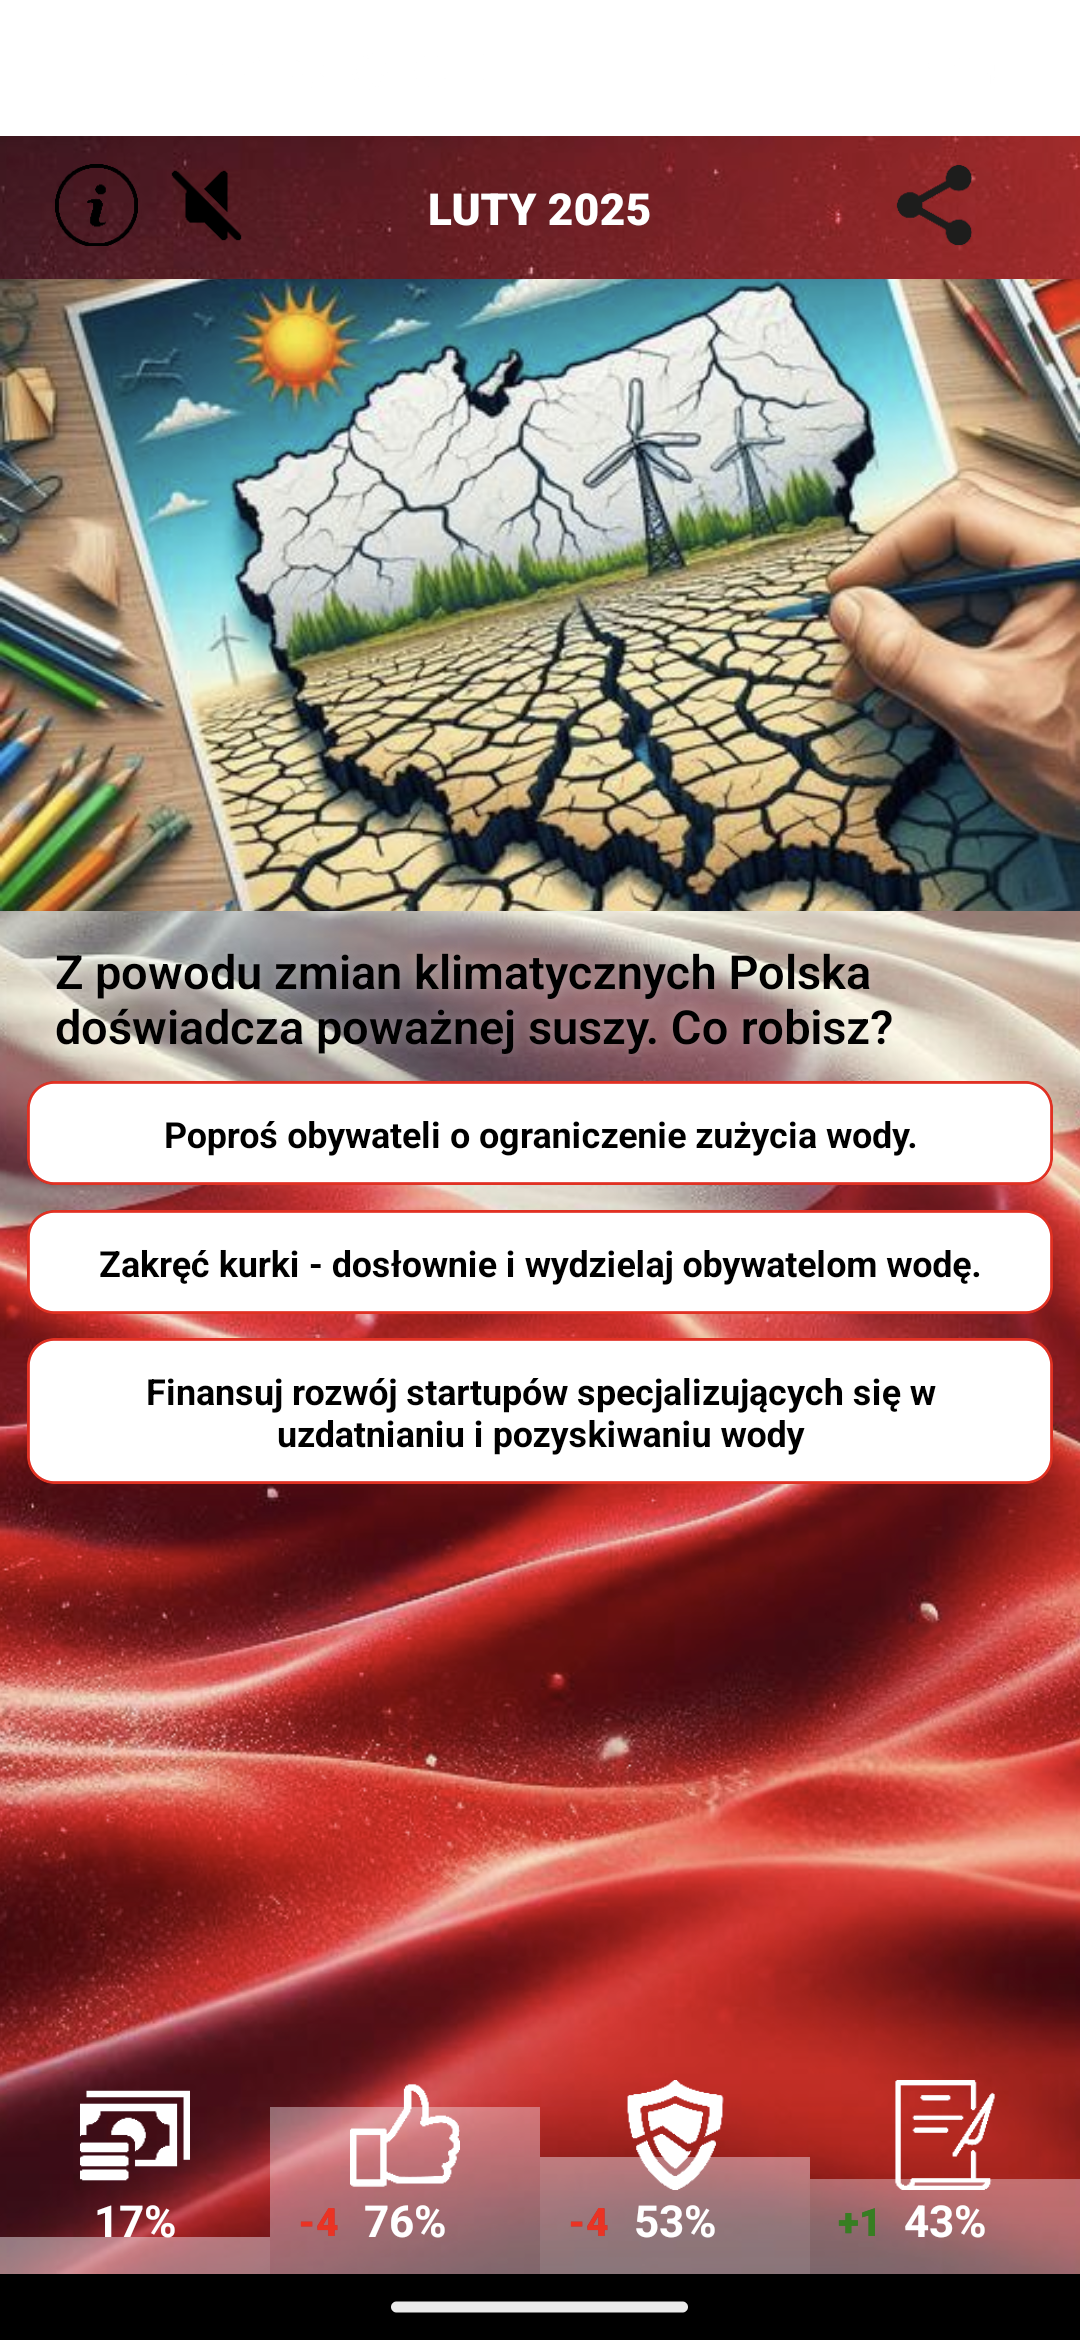 LUTY 2025
Z powodu zmian klimatycznych Polska
doświadcza poważnej suszy. Co robisz?
Poproś obywateli o ograniczenie zużycia wody.
Zakręć kurki - dosłownie i wydzielaj obywatelom wodę.
Finansuj rozwój startupów specjalizujących się w
uzdatnianiu i pozyskiwaniu wody
17% -4 76% -4 53% +1 43%